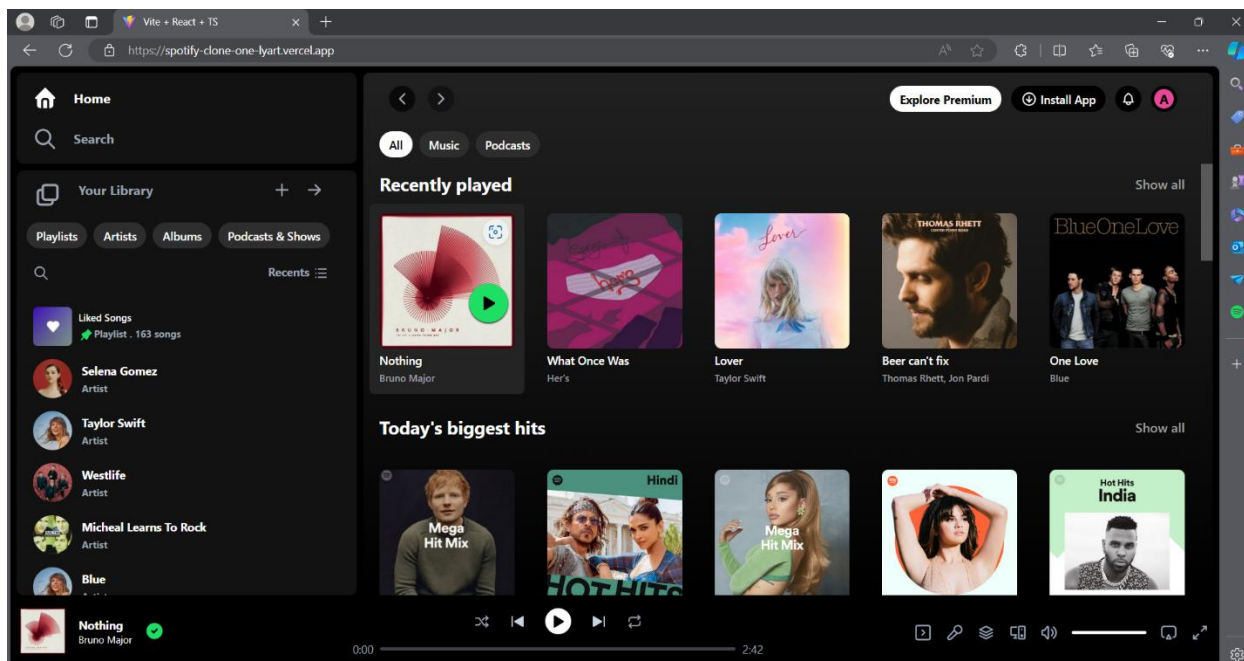 Vite + React + TS
https://spotify-clone-one-lyart.vercel.app
Home
Search
Your Library
Playlists Artists Albums Podcasts & Shows
Recents
Liked Songs
Playlist . 163 songs
Selena Gomez
Artist
Taylor Swift
Artist
Westlife
Artist
Micheal Learns To Rock
Artist
Blue
Explore Premium Install App A
All Music Podcasts
Recently played Show all
BRUNO MAJOR
Nothing
Bruno Major
her's
What Once Was
Her's
Lover
Lover
Taylor Swift
THOMAS RHETT
Beer can't fix
Thomas Rhett, Jon Pardi
BlueOneLove
One Love
Blue
Today's biggest hits Show all
Mega
Hit Mix
Hindi
HOT HITS
Mega
Hit Mix
Hot Hits
India
Nothing
Bruno Major
0:00 2:42